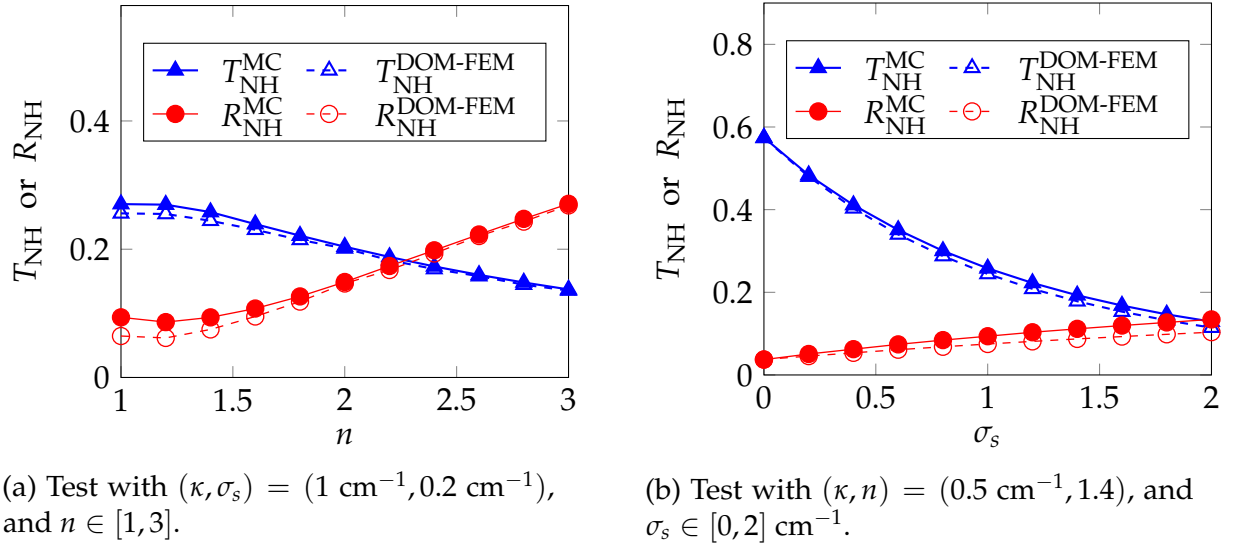 T_NH^MC T_NH^DOM-FEM
R_NH^MC R_NH^DOM-FEM
T_NH or R_NH
0.4
0.2
0
1 1.5 2 2.5 3
n
(a) Test with (κ, σ_s) = (1 cm⁻¹, 0.2 cm⁻¹),
and n ∈ [1, 3].
T_NH^MC T_NH^DOM-FEM
R_NH^MC R_NH^DOM-FEM
T_NH or R_NH
0.8
0.6
0.4
0.2
0
0 0.5 1 1.5 2
σ_s
(b) Test with (κ, n) = (0.5 cm⁻¹, 1.4), and
σ_s ∈ [0, 2] cm⁻¹.